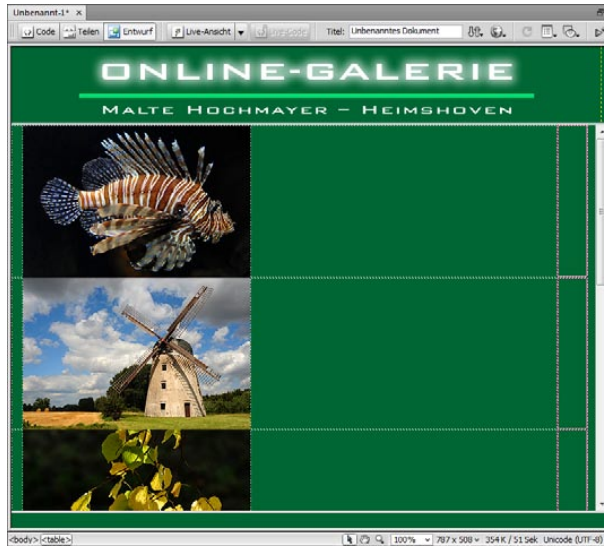 Unbenannt-1* ×
Code Teilen Entwurf Live-Ansicht Live-Code Titel: Unbenanntes Dokument
ONLINE-GALERIE
Malte Hochmayer – Heimshoven
<body> <table> 100% 787 x 508 354 K / 51 Sek Unicode (UTF-8)